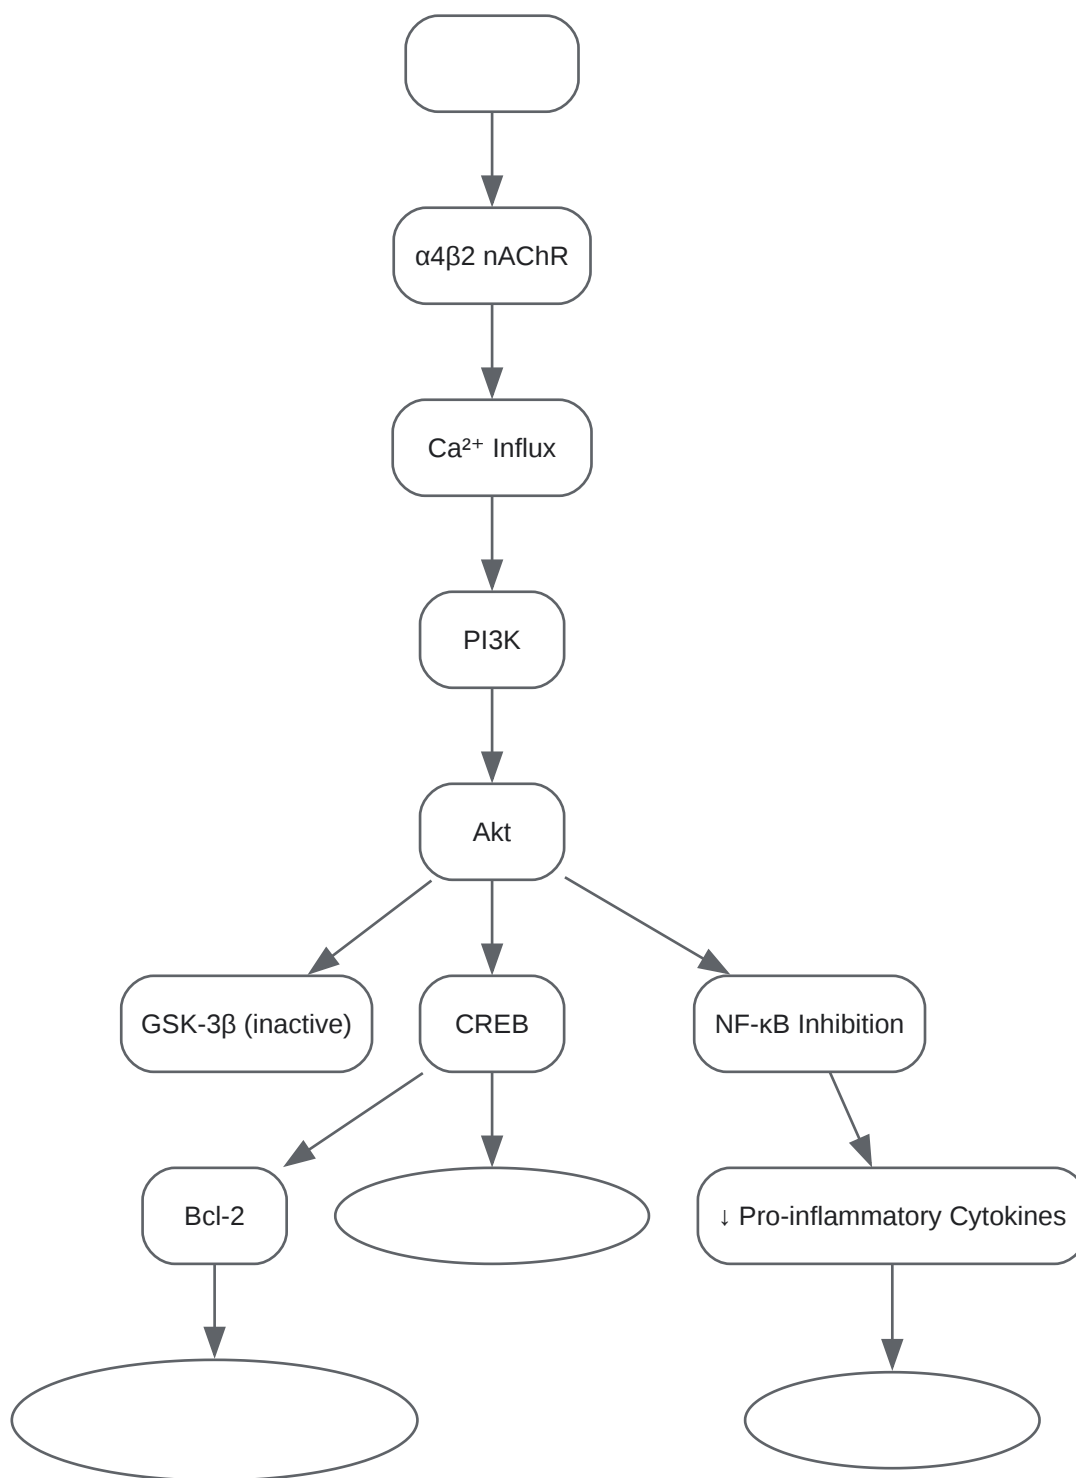 α4β2 nAChR
Ca²⁺ Influx
PI3K
Akt
GSK-3β (inactive)
CREB
NF-κB Inhibition
Bcl-2
↓ Pro-inflammatory Cytokines